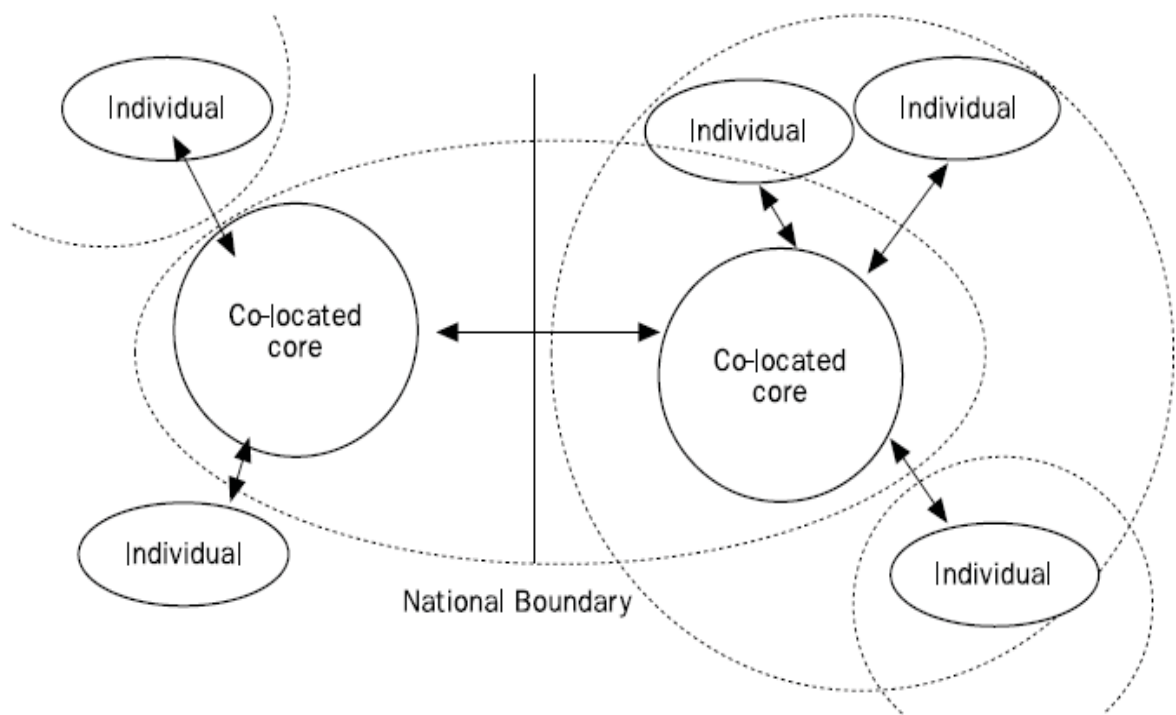 Individual
Individual
Individual
Co-located
core
Co-located
core
Individual
Individual
National Boundary